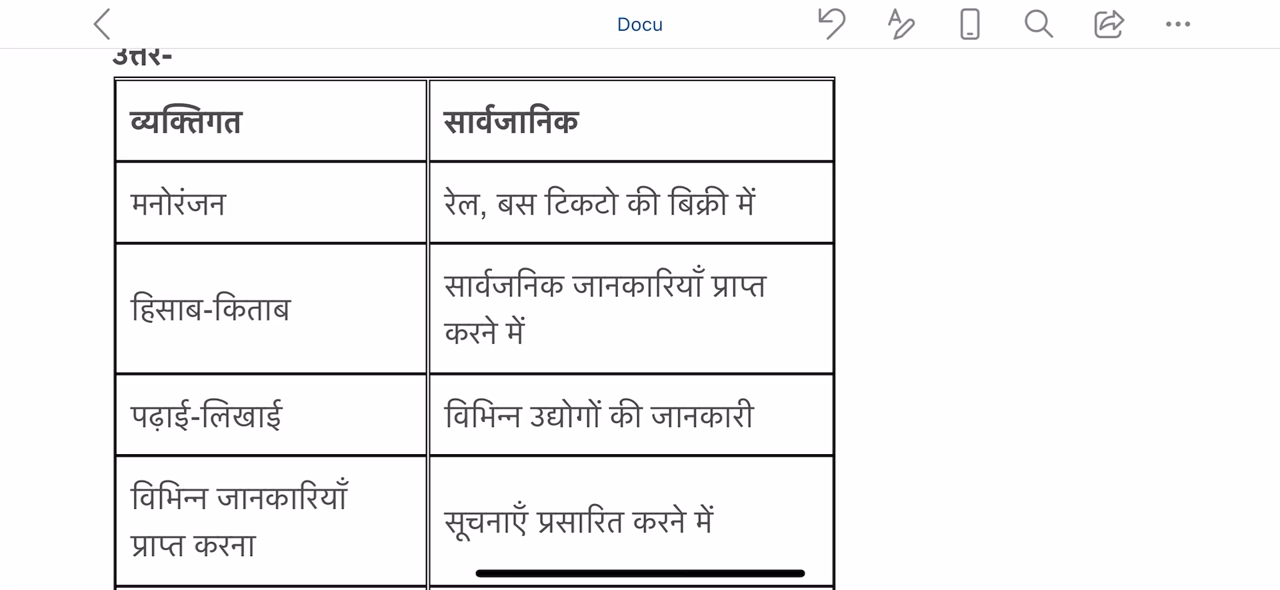 Docu
उत्तर-
व्यक्तिगत
सार्वजानिक
मनोरंजन
रेल, बस टिकटो की बिक्री में
हिसाब-किताब
सार्वजनिक जानकारियाँ प्राप्त
करने में
पढ़ाई-लिखाई
विभिन्न उद्योगों की जानकारी
विभिन्न जानकारियाँ
प्राप्त करना
सूचनाएँ प्रसारित करने में